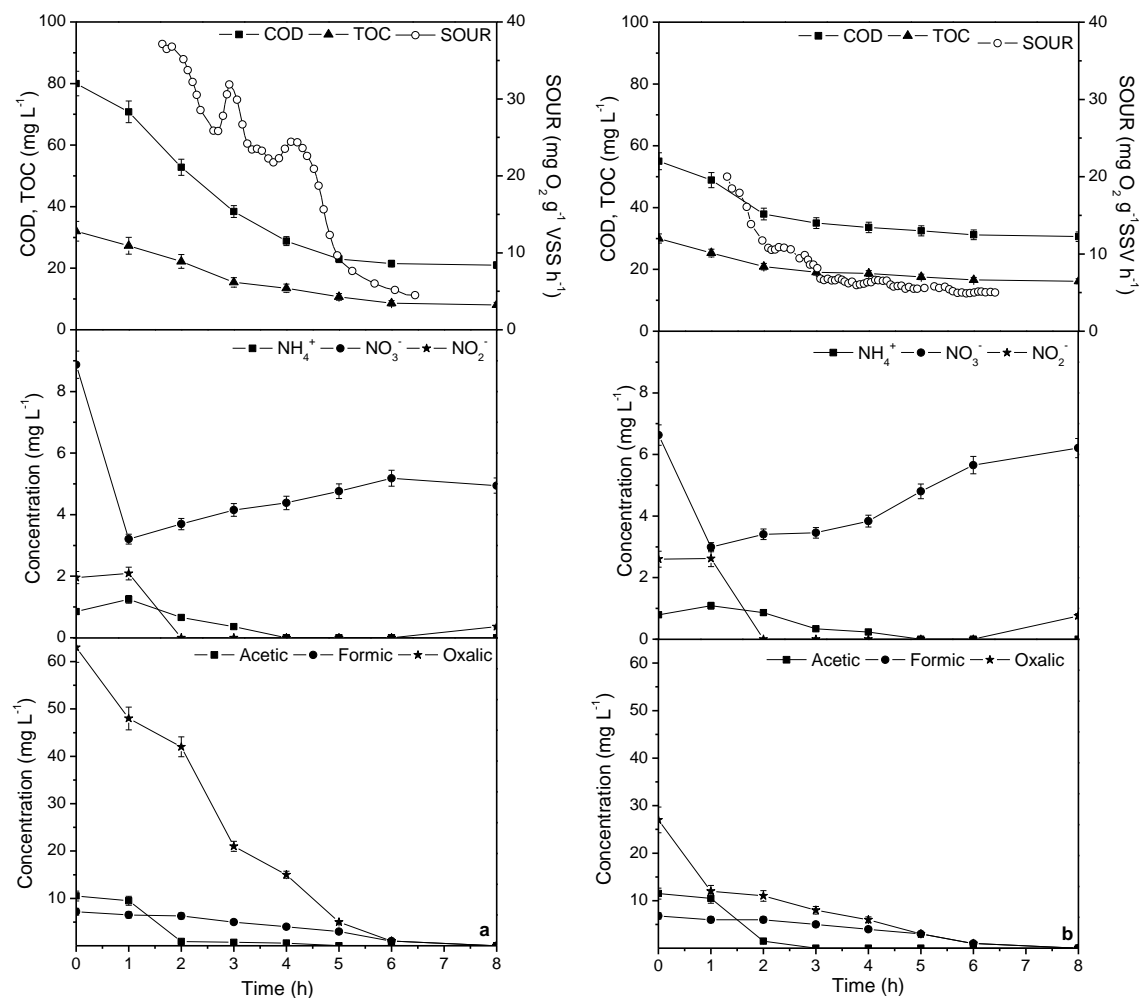 COD TOC SOUR
100
80
60
40
20
0
COD, TOC (mg L⁻¹)
40
30
20
10
0
SOUR (mg O₂ g⁻¹ VSS h⁻¹)
NH₄⁺ NO₃⁻ NO₂⁻
8
6
4
2
0
Concentration (mg L⁻¹)
Acetic Formic Oxalic
60
50
40
30
20
10
Concentration (mg L⁻¹)
a
0 1 2 3 4 5 6 7 8
Time (h)
COD TOC SOUR
100
80
60
40
20
0
COD, TOC (mg L⁻¹)
40
30
20
10
0
SOUR (mg O₂ g⁻¹SSV h⁻¹)
NH₄⁺ NO₃⁻ NO₂⁻
8
6
4
2
0
Concentration (mg L⁻¹)
Acetic Formic Oxalic
60
50
40
30
20
10
Concentration (mg L⁻¹)
b
0 1 2 3 4 5 6 7 8
Time (h)